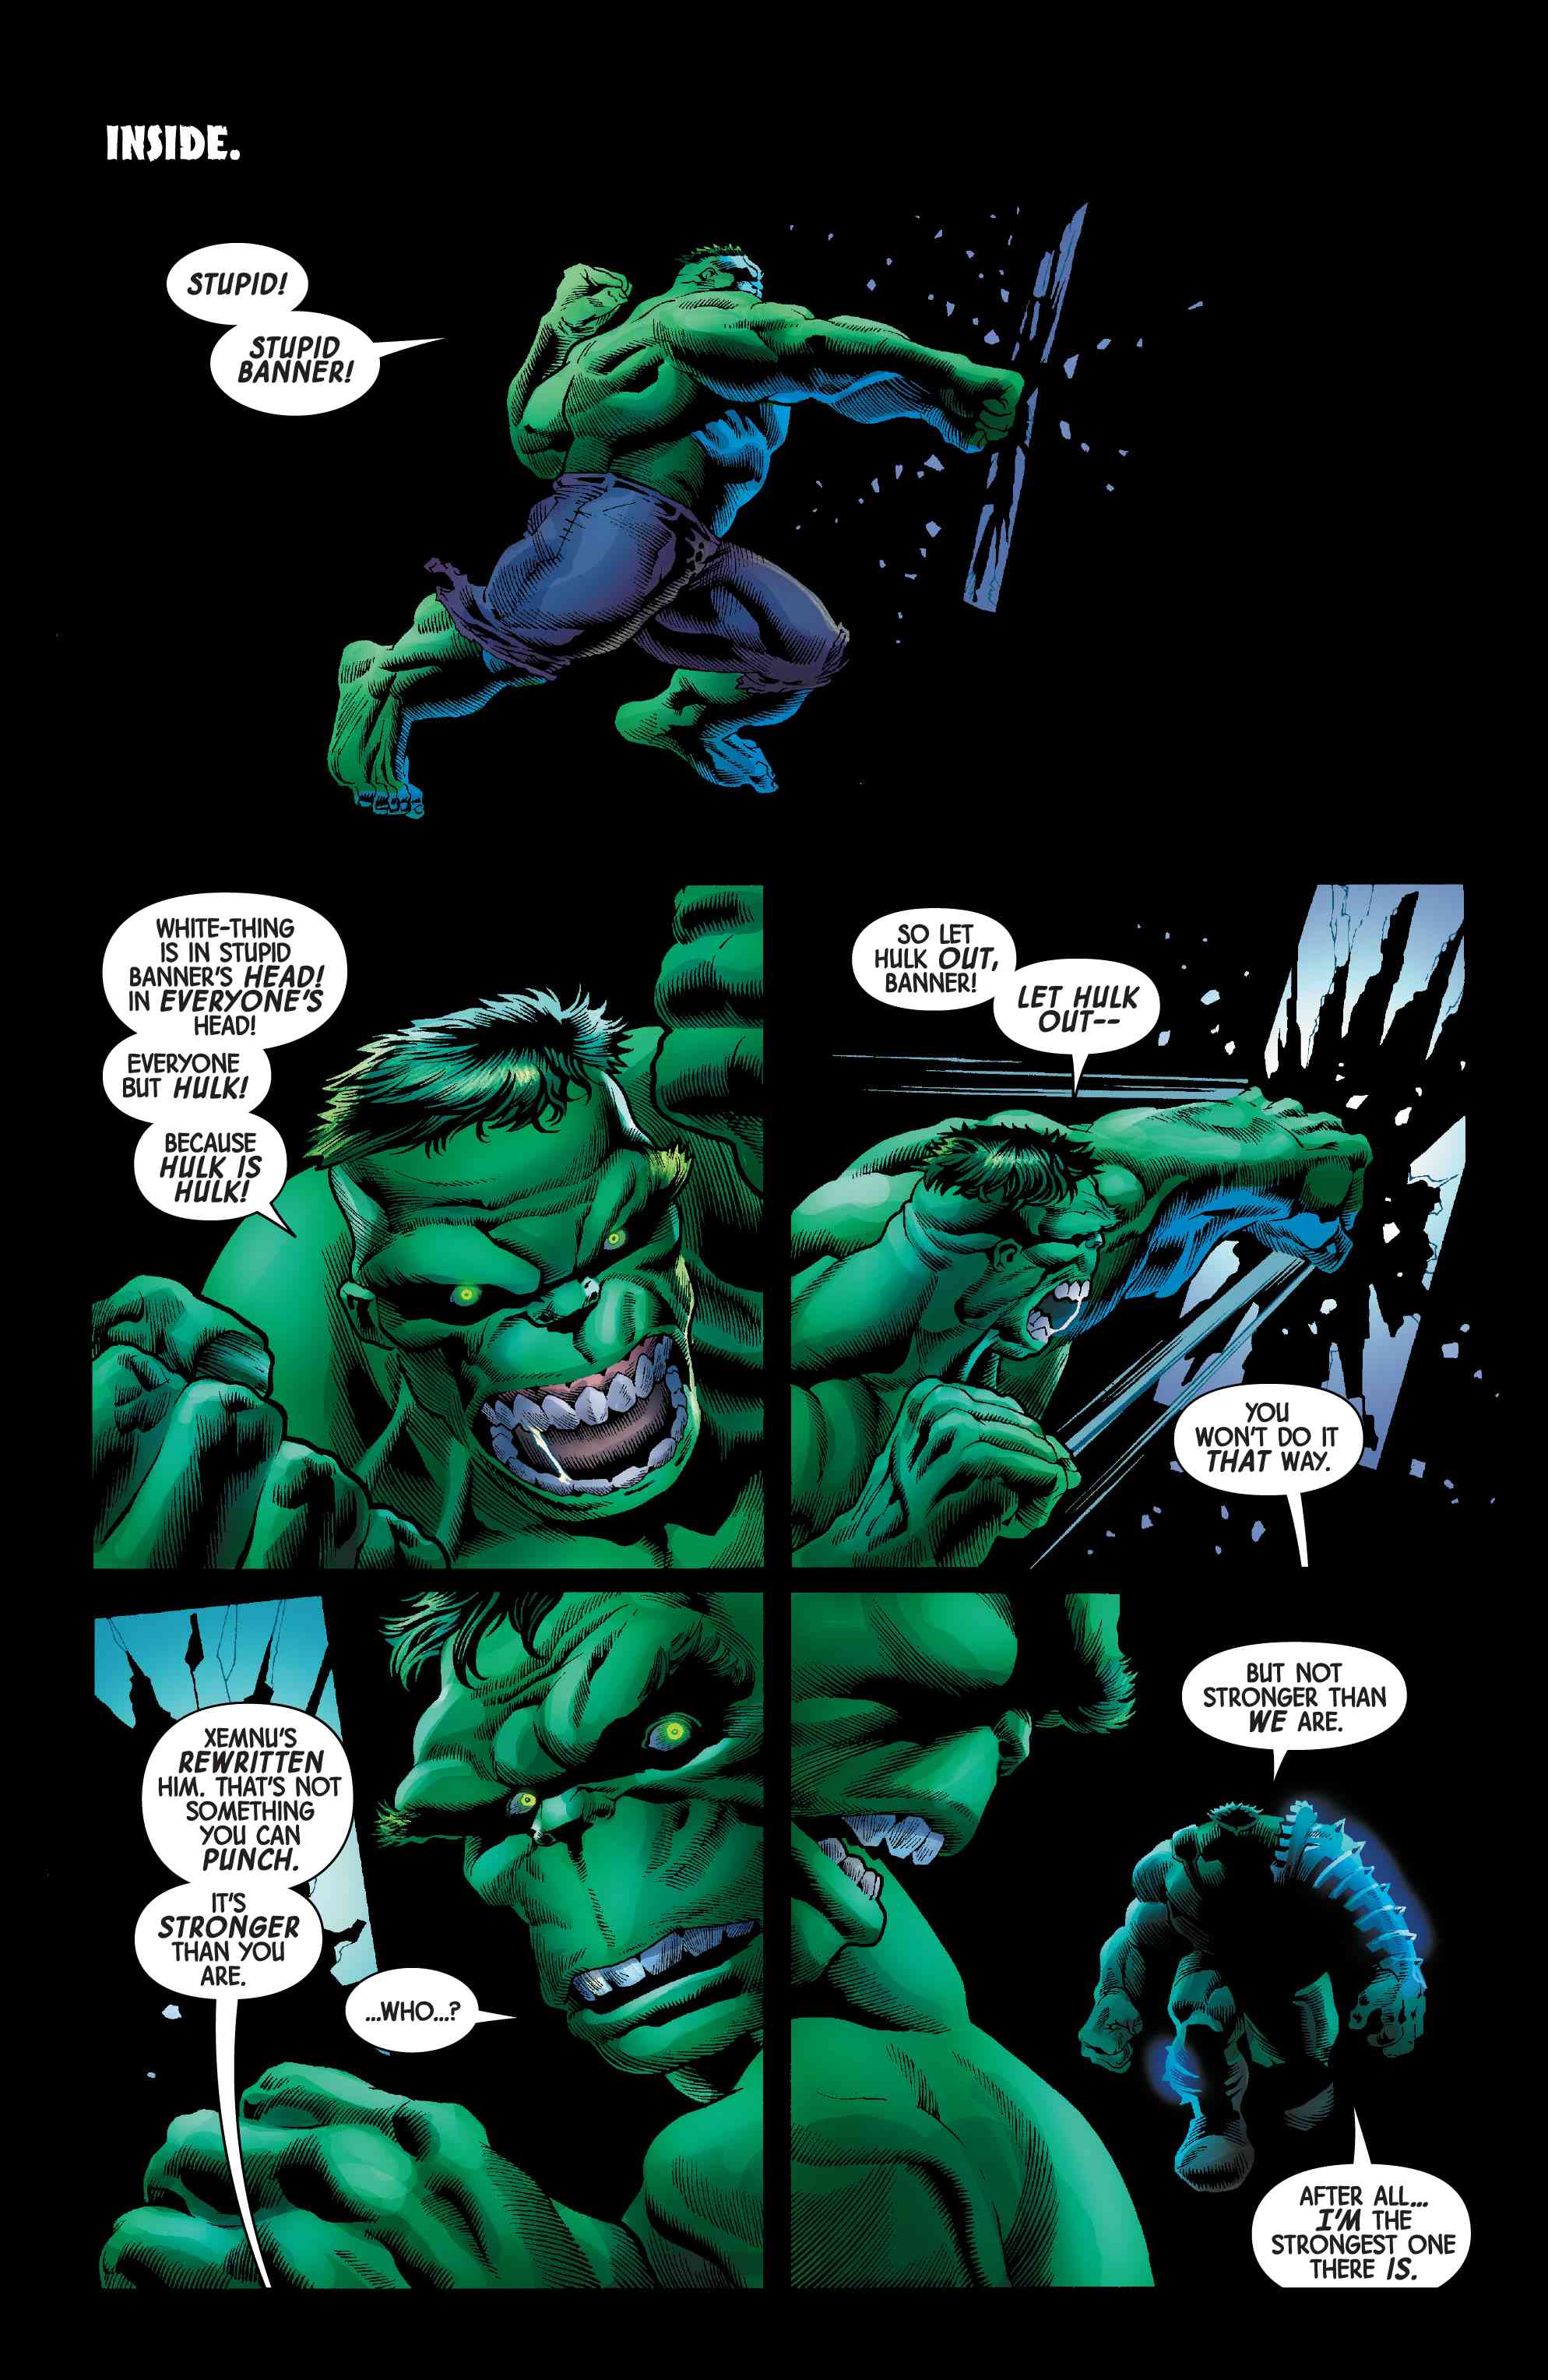 INSIDE.
STUPID!
STUPID
BANNER!
WHITE-THING
IS IN STUPID
BANNER'S HEAD!
IN EVERYONE'S
HEAD!
EVERYONE
BUT HULK!
BECAUSE
HULK IS
HULK!
SO LET
HULK OUT,
BANNER!
LET HULK
OUT--
YOU
WON'T DO IT
THAT WAY.
XEMNU'S
REWRITTEN
HIM. THAT'S NOT
SOMETHING
YOU CAN
PUNCH.
IT'S
STRONGER
THAN YOU
ARE.
...WHO...?
BUT NOT
STRONGER THAN
WE ARE.
AFTER ALL...
I'M THE
STRONGEST ONE
THERE IS.